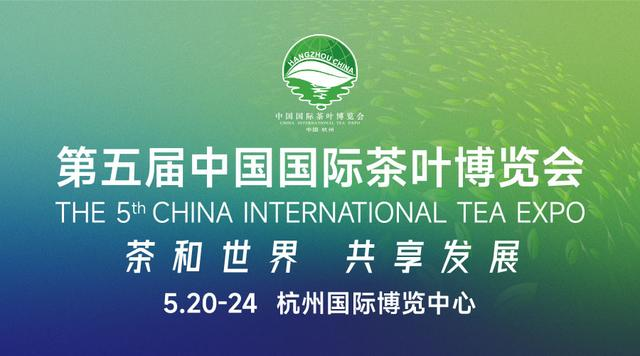 HANGZHOU CHINA
中国国际茶叶博览会
CHINA INTERNATIONAL TEA EXPO
中国 杭州
第五届中国国际茶叶博览会
THE 5th CHINA INTERNATIONAL TEA EXPO
茶和世界 共享发展
5.20-24 杭州国际博览中心